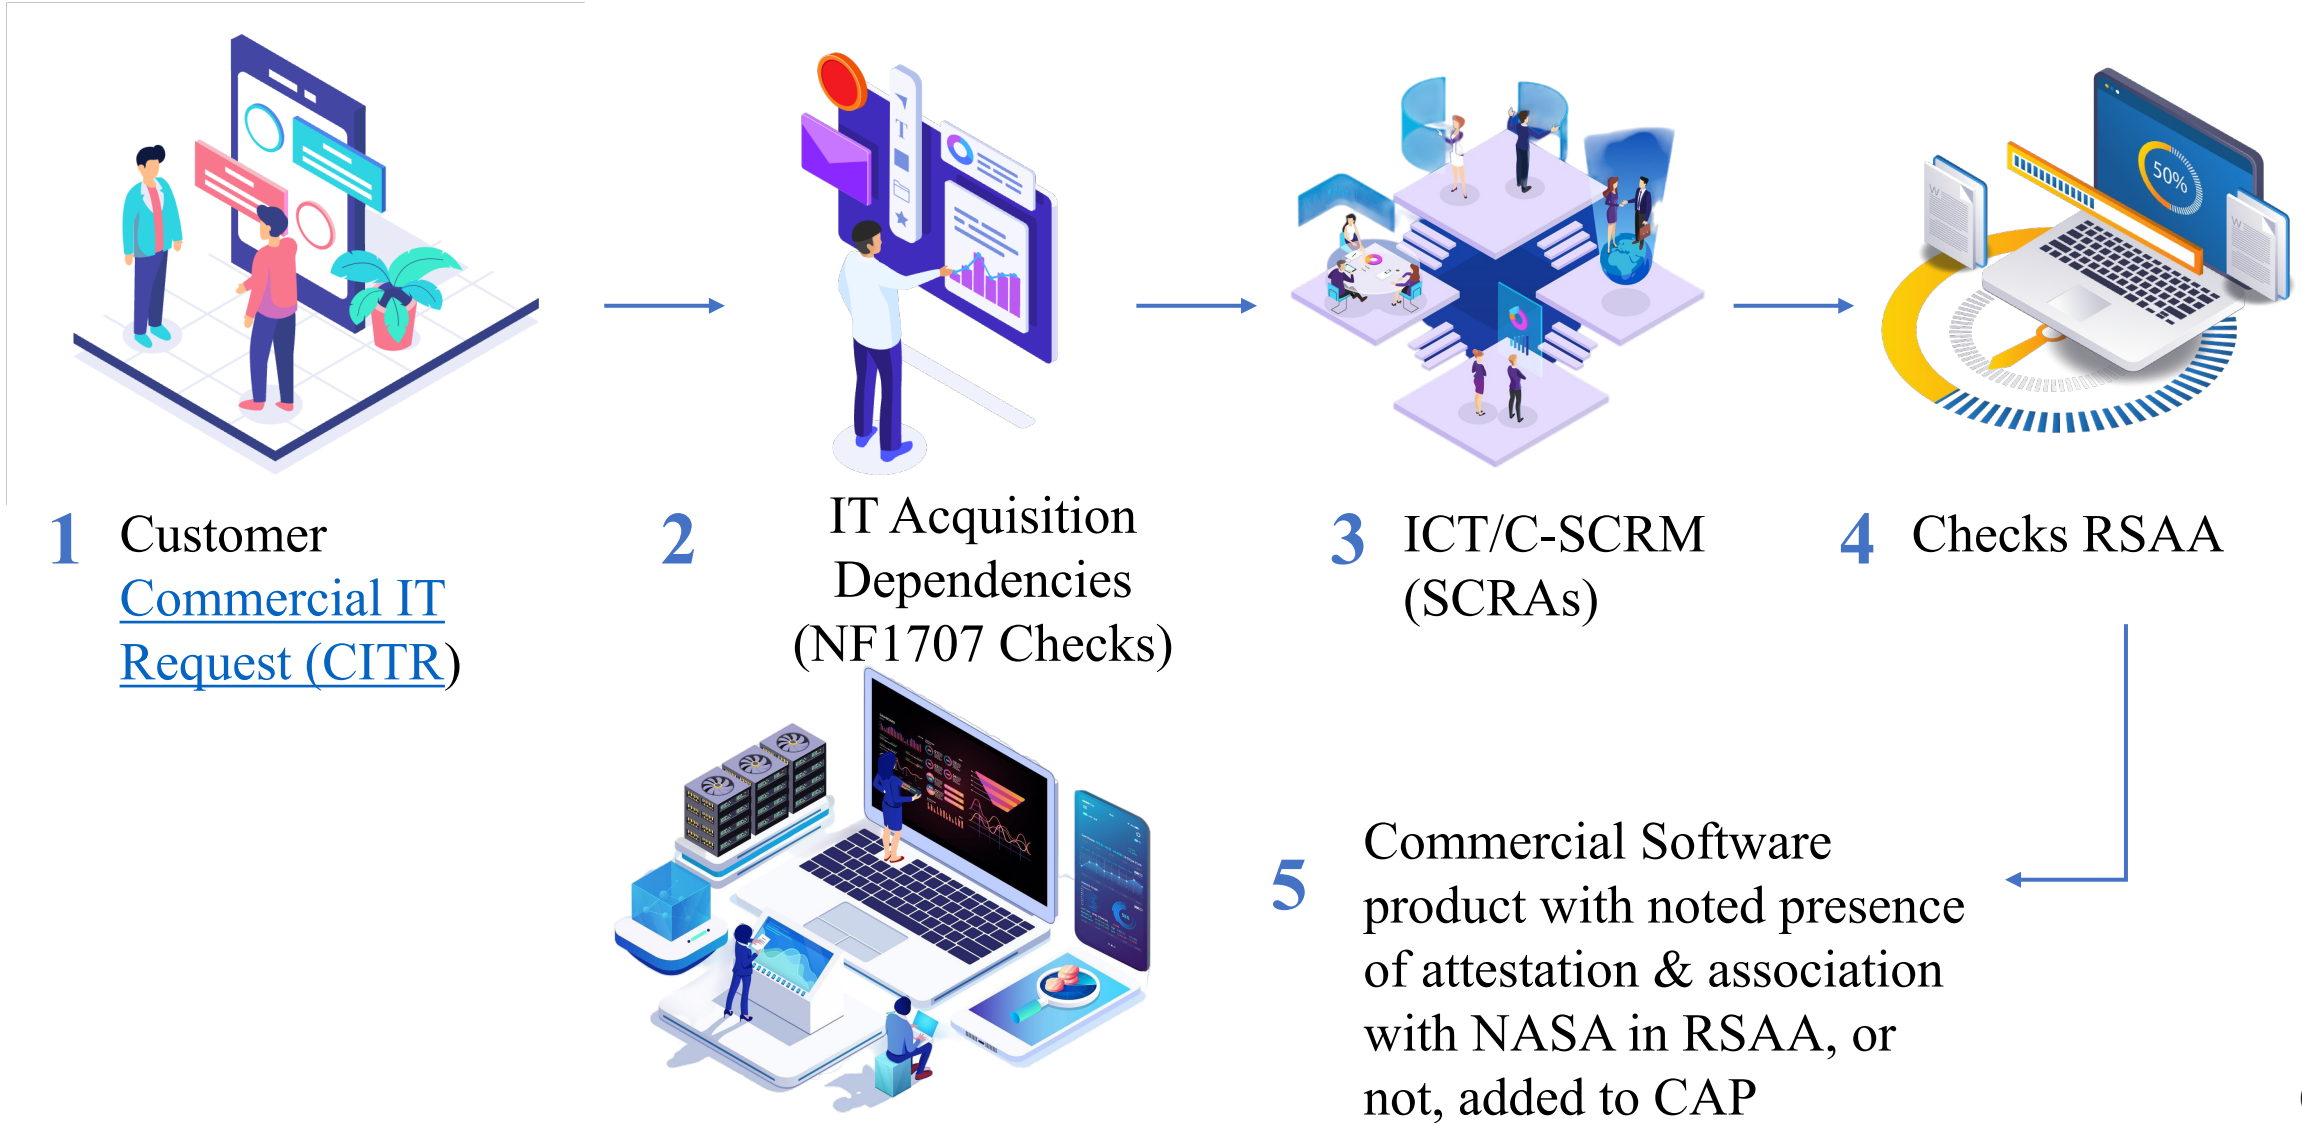 50%
W
W
T
1
Customer
Commercial IT
Request (CITR)
2
IT Acquisition
Dependencies
(NF1707 Checks)
3
ICT/C-SCRM
(SCRAs)
4
Checks RSAA
5
Commercial Software
product with noted presence
of attestation & association
with NASA in RSAA, or
not, added to CAP